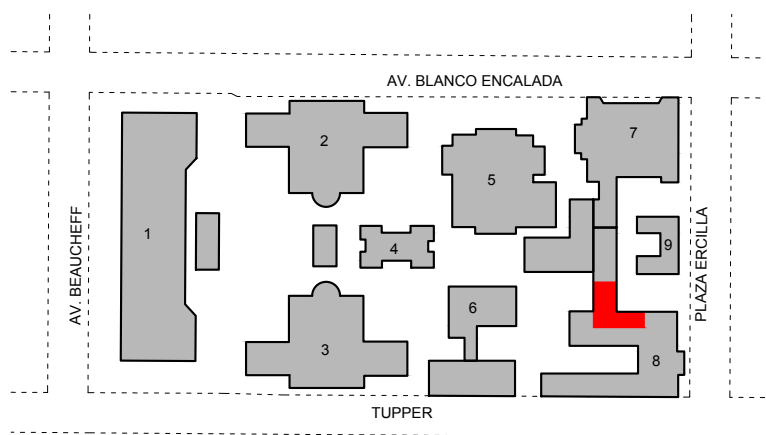 AV. BLANCO ENCALADA
2
7
5
AV. BEAUCHEFF
1
4
9
PLAZA ERCILLA
6
3
8
TUPPER